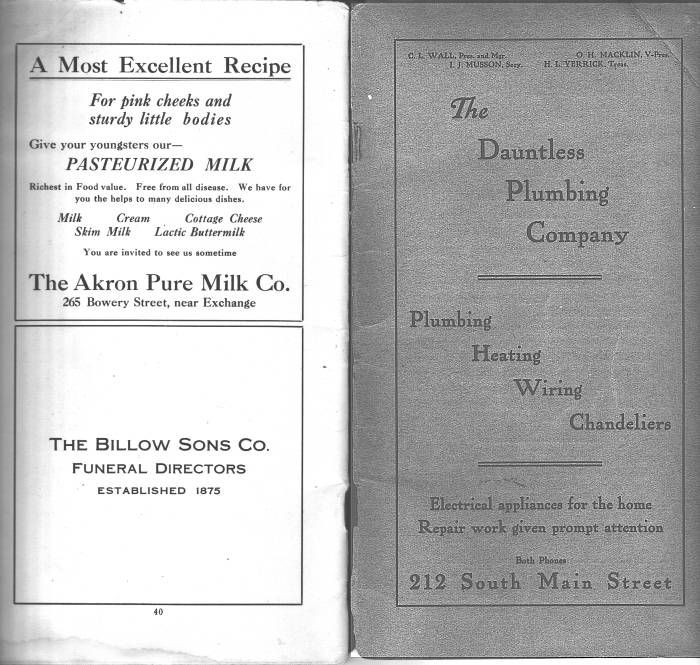 A Most Excellent Recipe
For pink cheeks and
sturdy little bodies
Give your youngsters our—
PASTEURIZED MILK
Richest in Food value. Free from all disease. We have for
you the helps to many delicious dishes.
Milk Cream Cottage Cheese
Skim Milk Lactic Buttermilk
You are invited to see us sometime
The Akron Pure Milk Co.
265 Bowery Street, near Exchange
THE BILLOW SONS CO.
FUNERAL DIRECTORS
ESTABLISHED 1875
40
C. L. WALL, Pres. and Mgr. O. H. MACKLIN, V-Pres.
I. J. MUSSON, Secy. H. L. YERRICK, Treas.
The
Dauntless
Plumbing
Company
Plumbing
Heating
Wiring
Chandeliers
Electrical appliances for the home
Repair work given prompt attention
Both Phones
212 South Main Street